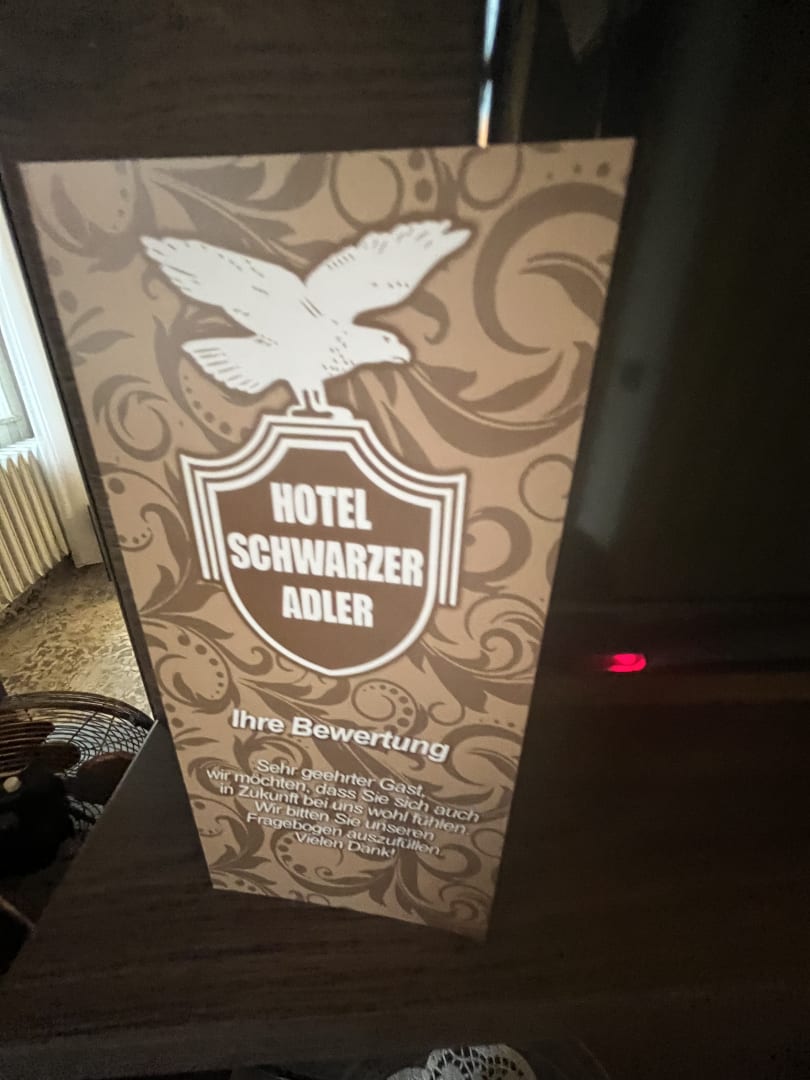 HOTEL
SCHWARZER
ADLER
Ihre Bewertung
Sehr geehrter Gast,
wir möchten, dass Sie sich auch
in Zukunft bei uns wohl fühlen.
Wir bitten Sie unseren
Fragebogen auszufüllen.
Vielen Dank!